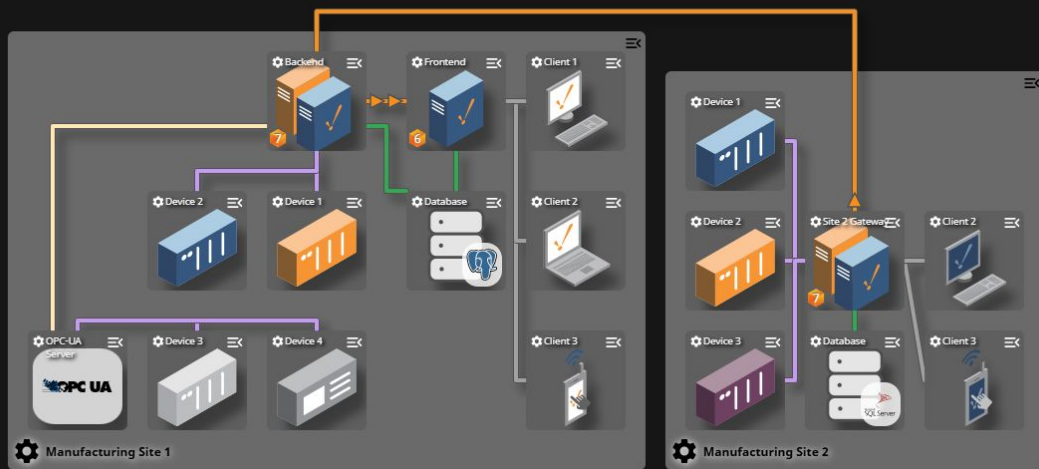 Backend
7
Frontend
6
Client 1
Device 2
Device 1
Database
Client 2
OPC-UA
Server
OPC UA
Device 3
Device 4
Client 3
Manufacturing Site 1
Device 1
Device 2
Site 2 Gateway
7
Client 2
Device 3
Database
SQL Server
Client 3
Manufacturing Site 2